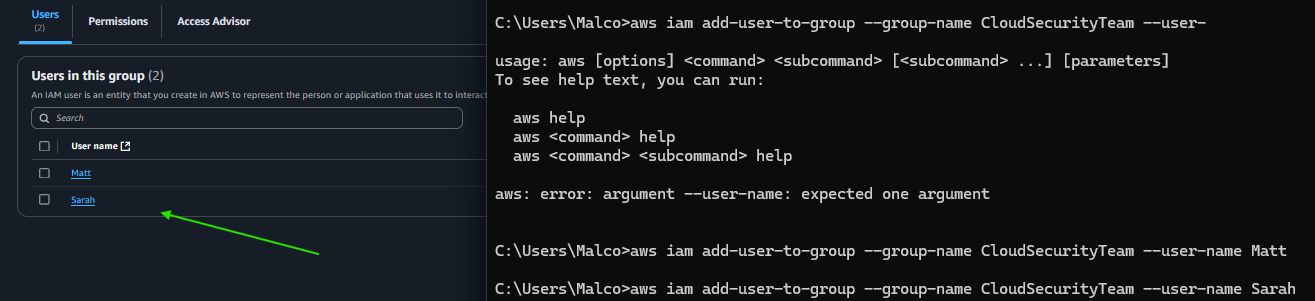 Users
(2)
Permissions
Access Advisor
Users in this group (2)
An IAM user is an entity that you create in AWS to represent the person or application that uses it to interact
Search
User name
Matt
Sarah
C:\Users\Malco>aws iam add-user-to-group --group-name CloudSecurityTeam --user-
usage: aws [options] <command> <subcommand> [<subcommand> ...] [parameters]
To see help text, you can run:
aws help
aws <command> help
aws <command> <subcommand> help
aws: error: argument --user-name: expected one argument
C:\Users\Malco>aws iam add-user-to-group --group-name CloudSecurityTeam --user-name Matt
C:\Users\Malco>aws iam add-user-to-group --group-name CloudSecurityTeam --user-name Sarah